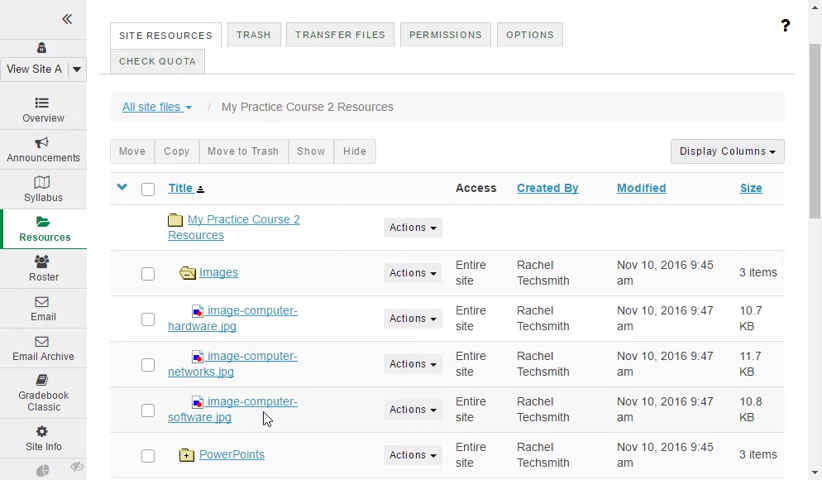 SITE RESOURCES
TRASH
TRANSFER FILES
PERMISSIONS
OPTIONS
?
CHECK QUOTA
View Site A
Overview
Announcements
Syllabus
Resources
Roster
Email
Email Archive
Gradebook
Classic
Site Info
All site files / My Practice Course 2 Resources
Move
Copy
Move to Trash
Show
Hide
Display Columns
Title
Access
Created By
Modified
Size
My Practice Course 2
Resources
Actions
Images
Actions
Entire
site
Rachel
Techsmith
Nov 10, 2016 9:45
am
3 items
image-computer-
hardware.jpg
Actions
Entire
site
Rachel
Techsmith
Nov 10, 2016 9:47
am
10.7
KB
image-computer-
networks.jpg
Actions
Entire
site
Rachel
Techsmith
Nov 10, 2016 9:47
am
11.7
KB
image-computer-
software.jpg
Actions
Entire
site
Rachel
Techsmith
Nov 10, 2016 9:47
am
10.8
KB
PowerPoints
Actions
Entire
site
Rachel
Techsmith
Nov 10, 2016 9:45
am
3 items